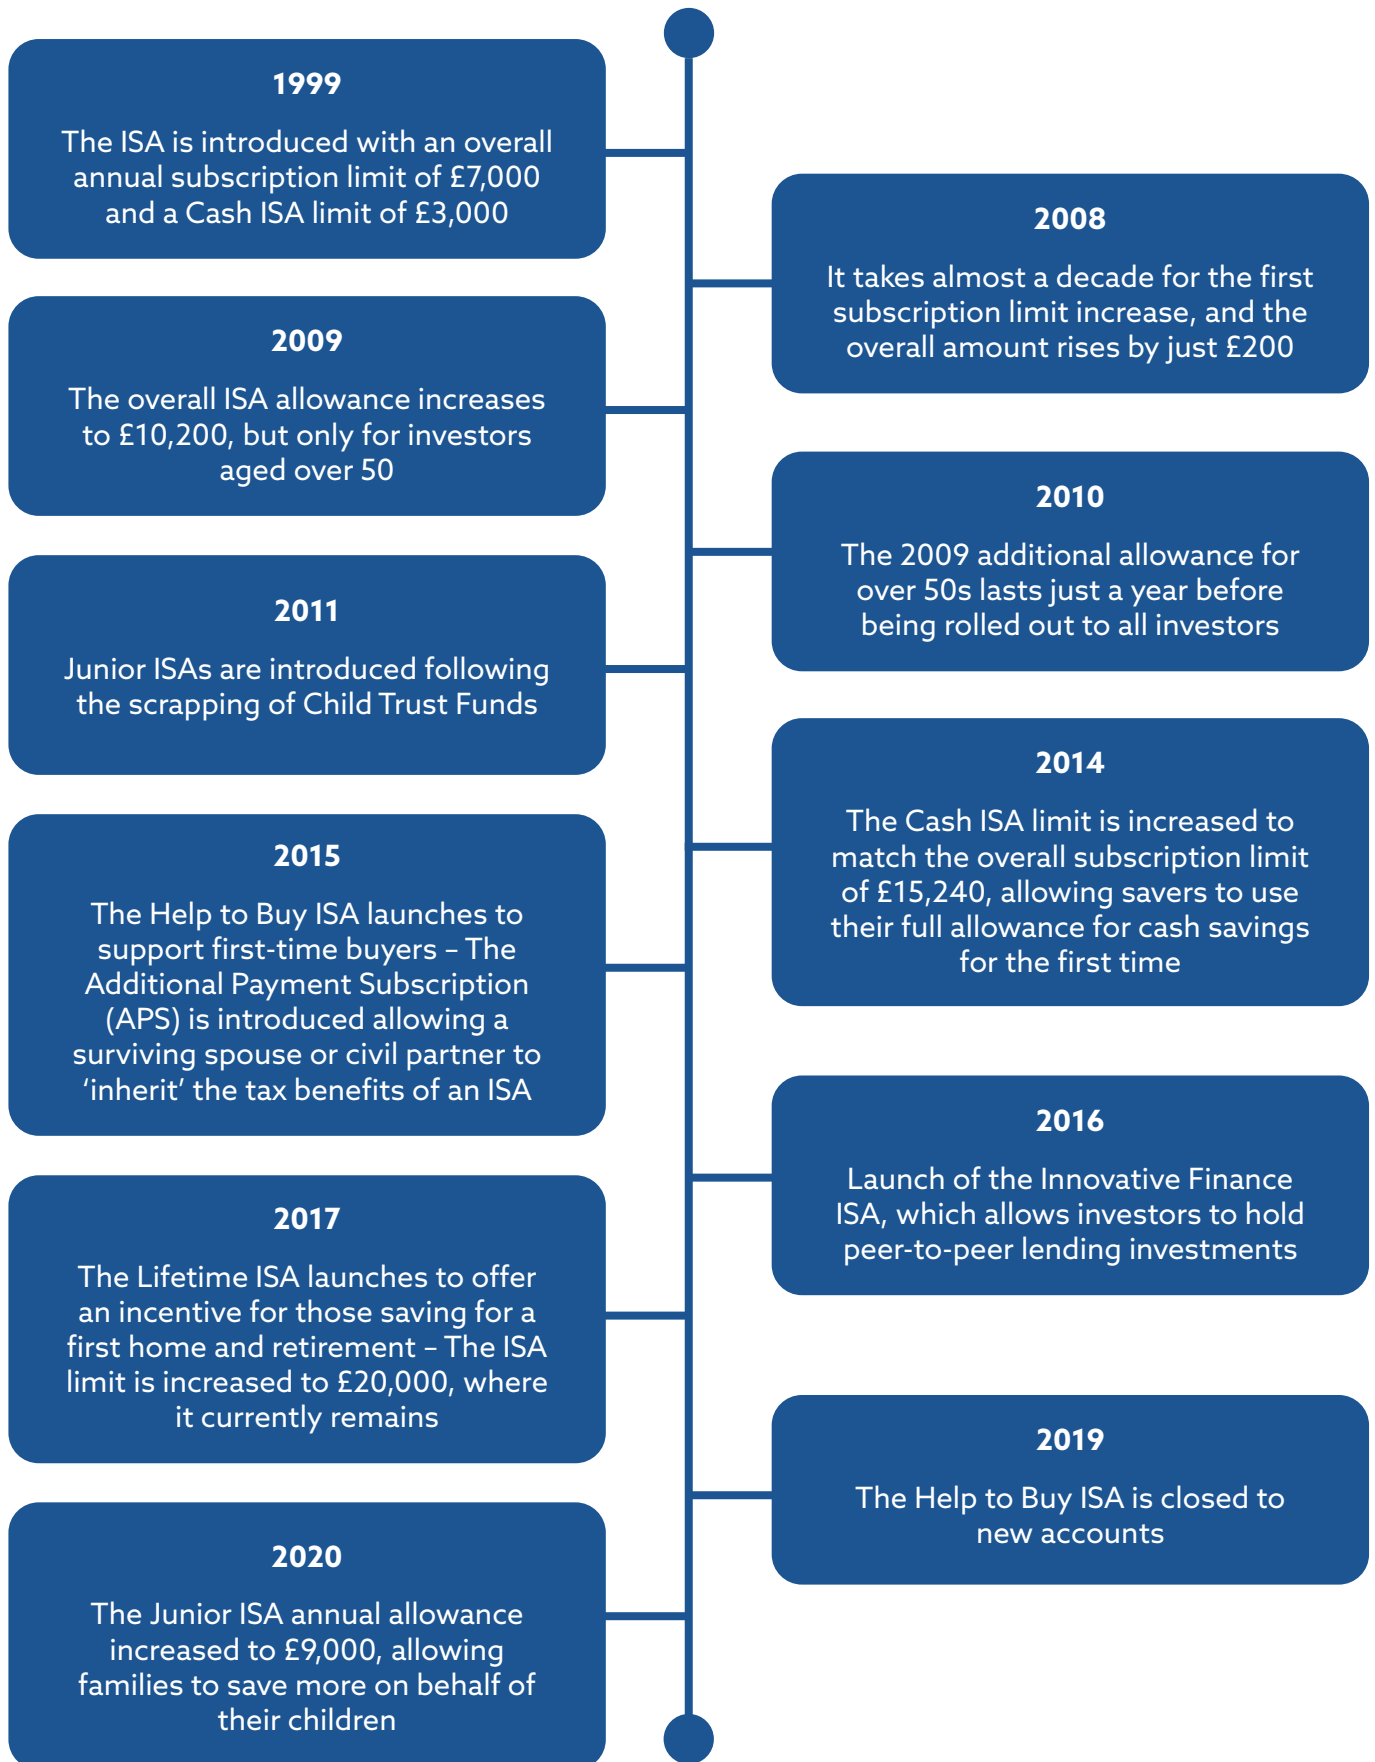 1999
The ISA is introduced with an overall
annual subscription limit of £7,000
and a Cash ISA limit of £3,000
2008
It takes almost a decade for the first
subscription limit increase, and the
overall amount rises by just £200
2009
The overall ISA allowance increases
to £10,200, but only for investors
aged over 50
2010
The 2009 additional allowance for
over 50s lasts just a year before
being rolled out to all investors
2011
Junior ISAs are introduced following
the scrapping of Child Trust Funds
2014
The Cash ISA limit is increased to
match the overall subscription limit
of £15,240, allowing savers to use
their full allowance for cash savings
for the first time
2015
The Help to Buy ISA launches to
support first-time buyers – The
Additional Payment Subscription
(APS) is introduced allowing a
surviving spouse or civil partner to
‘inherit’ the tax benefits of an ISA
2016
Launch of the Innovative Finance
ISA, which allows investors to hold
peer-to-peer lending investments
2017
The Lifetime ISA launches to offer
an incentive for those saving for a
first home and retirement – The ISA
limit is increased to £20,000, where
it currently remains
2019
The Help to Buy ISA is closed to
new accounts
2020
The Junior ISA annual allowance
increased to £9,000, allowing
families to save more on behalf of
their children